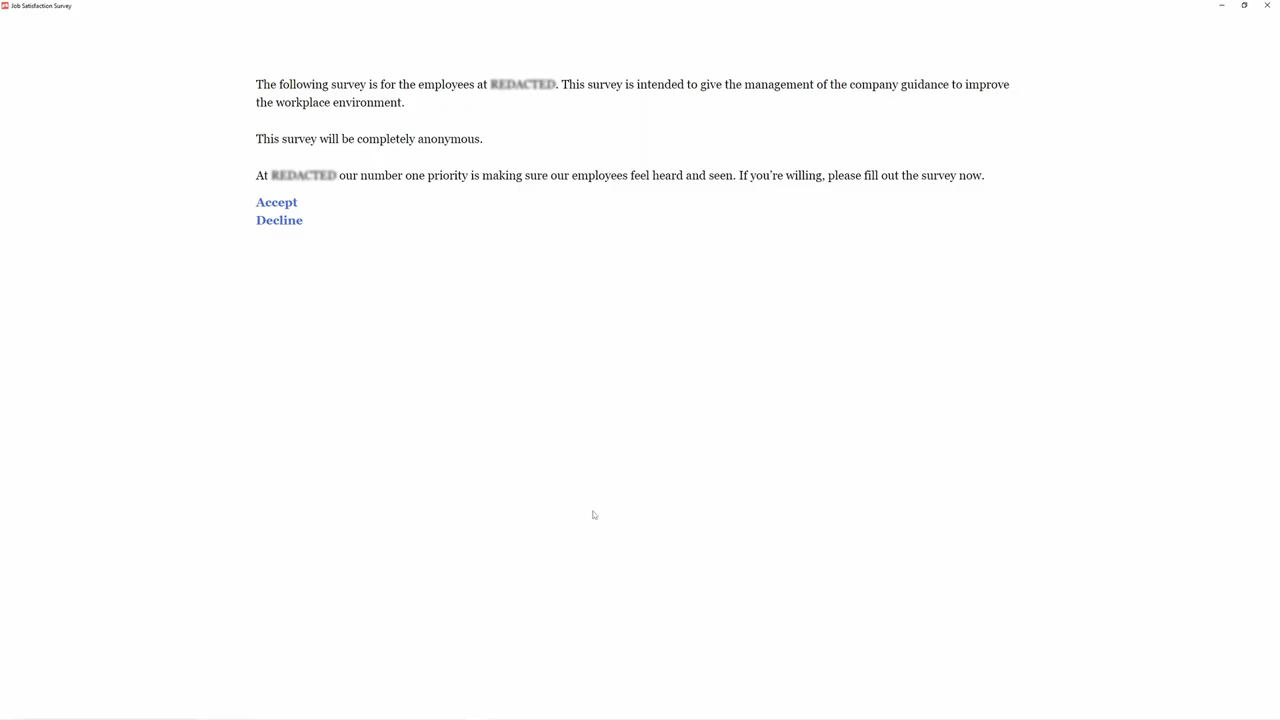 Job Satisfaction Survey
The following survey is for the employees at REDACTED. This survey is intended to give the management of the company guidance to improve
the workplace environment.
This survey will be completely anonymous.
At REDACTED our number one priority is making sure our employees feel heard and seen. If you're willing, please fill out the survey now.
Accept
Decline